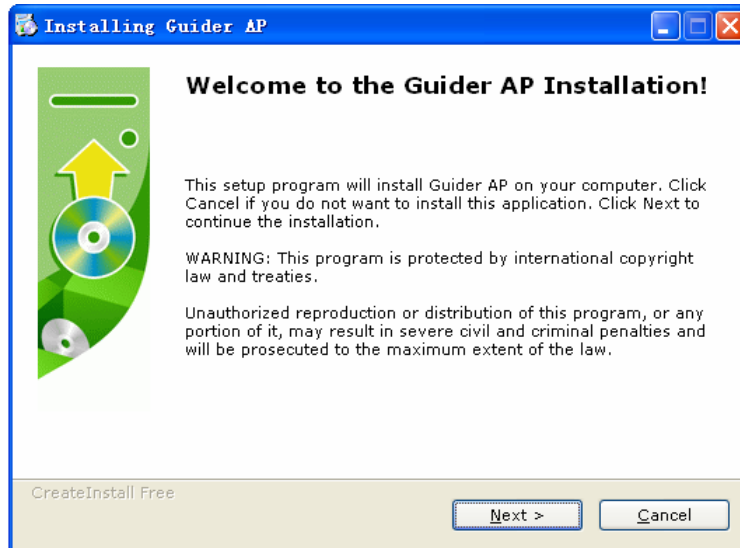 Installing Guider AP
Welcome to the Guider AP Installation!
This setup program will install Guider AP on your computer. Click
Cancel if you do not want to install this application. Click Next to
continue the installation.
WARNING: This program is protected by international copyright
law and treaties.
Unauthorized reproduction or distribution of this program, or any
portion of it, may result in severe civil and criminal penalties and
will be prosecuted to the maximum extent of the law.
CreateInstall Free
Next >
Cancel